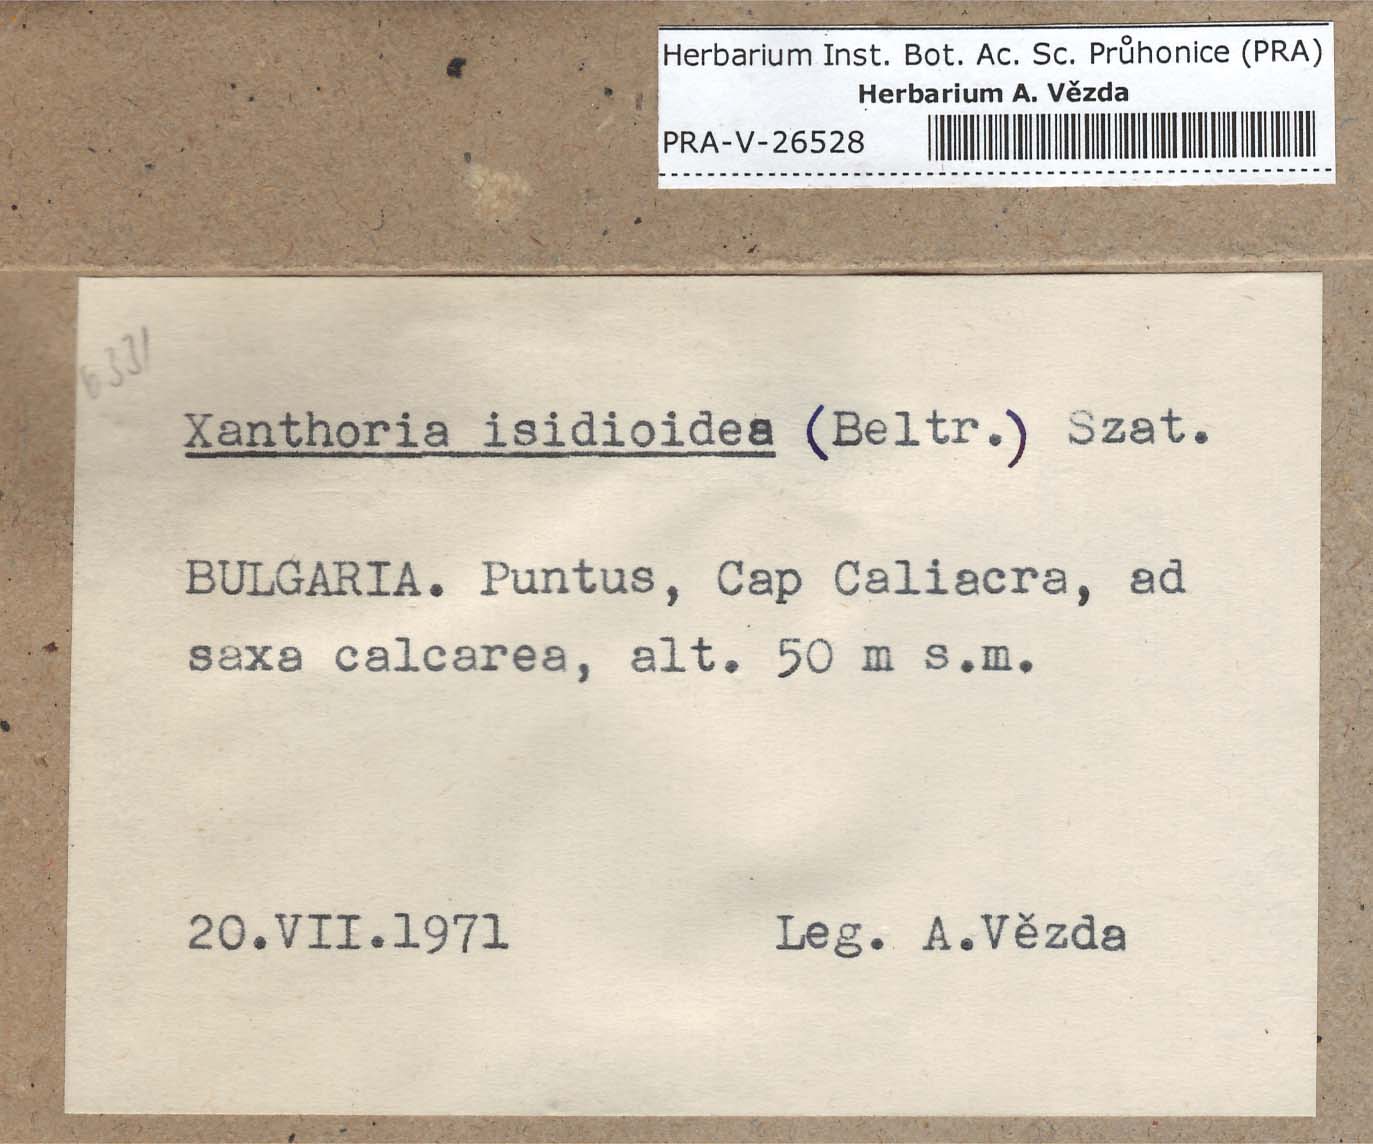 Herbarium Inst. Bot. Ac. Sc. Průhonice (PRA)
Herbarium A. Vězda
PRA-V-26528
6331
Xanthoria isidioidea (Beltr.) Szat.
BULGARIA. Puntus, Cap Caliacra, ad
saxa calcarea, alt. 50 m s.m.
20.VII.1971 Leg. A.Vězda